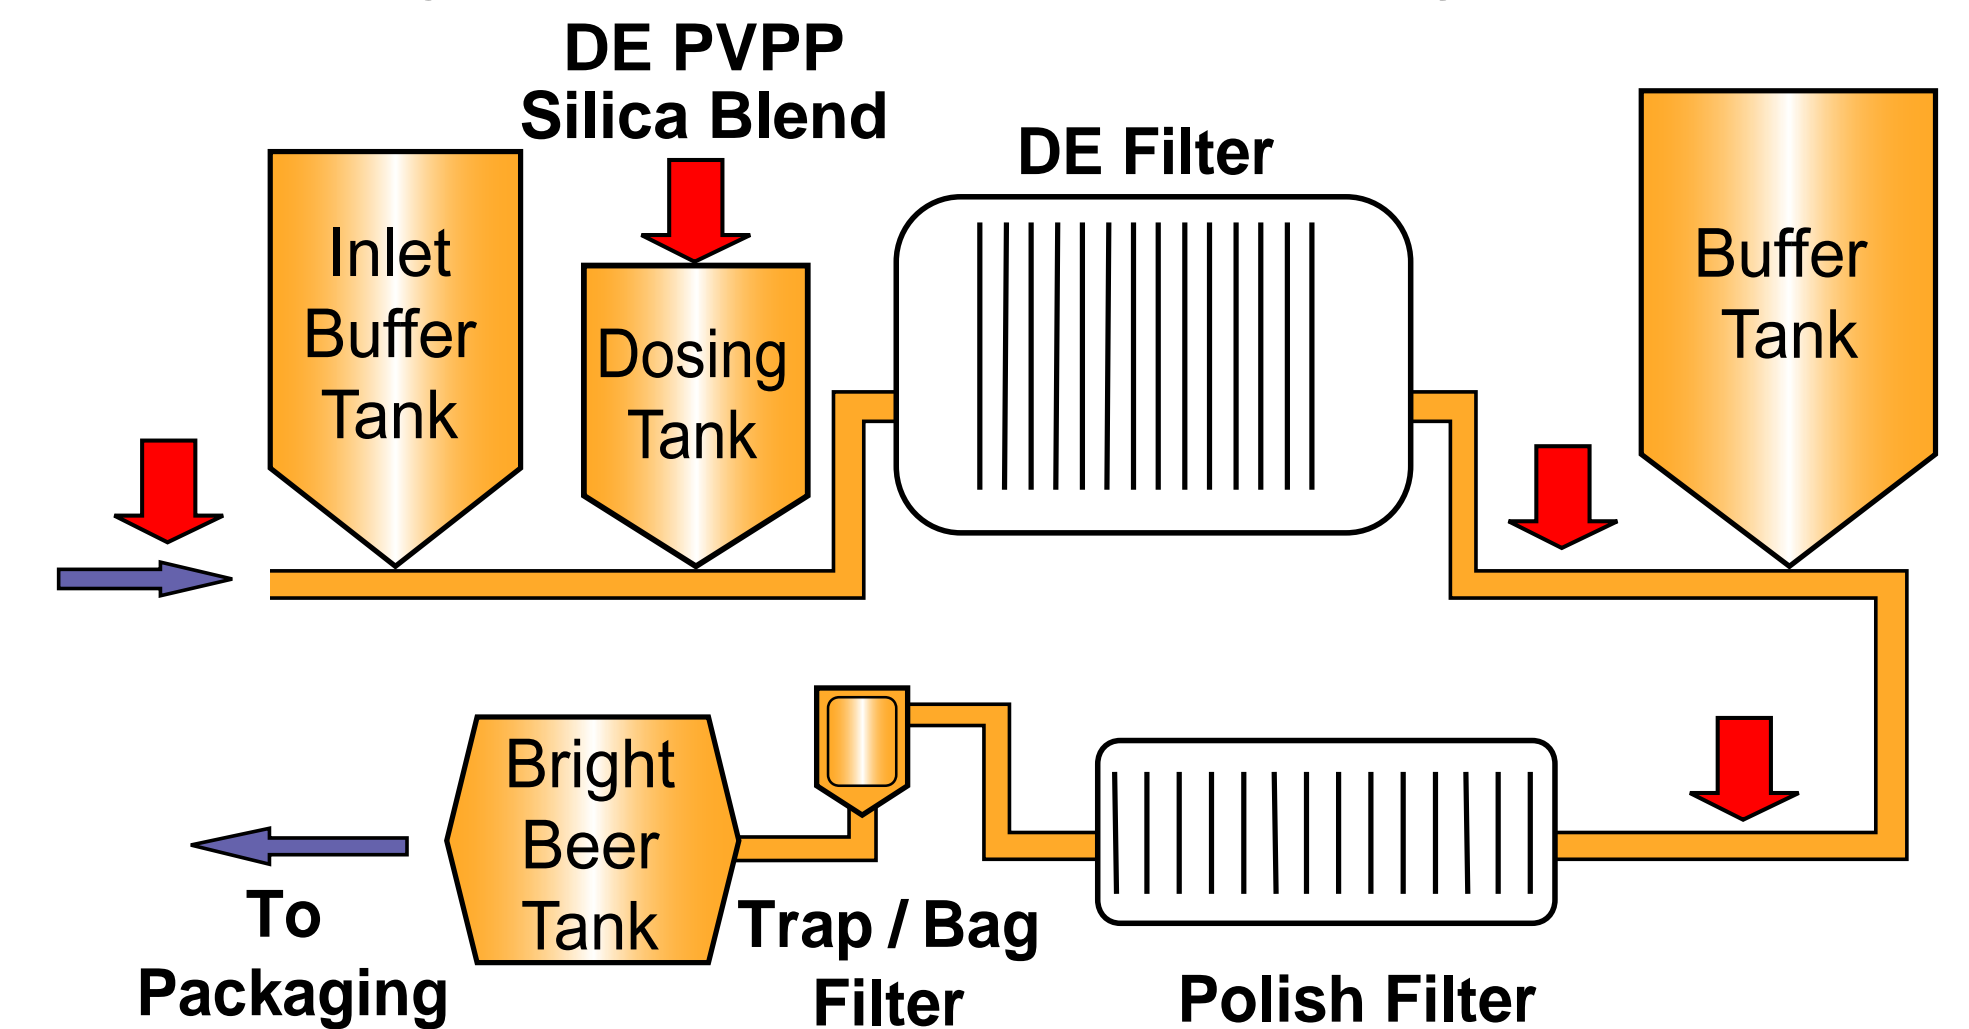 DE PVPP
Silica Blend
DE Filter
Inlet
Buffer
Tank
Dosing
Tank
Buffer
Tank
Bright
Beer
Tank
To
Packaging
Trap / Bag
Filter
Polish Filter